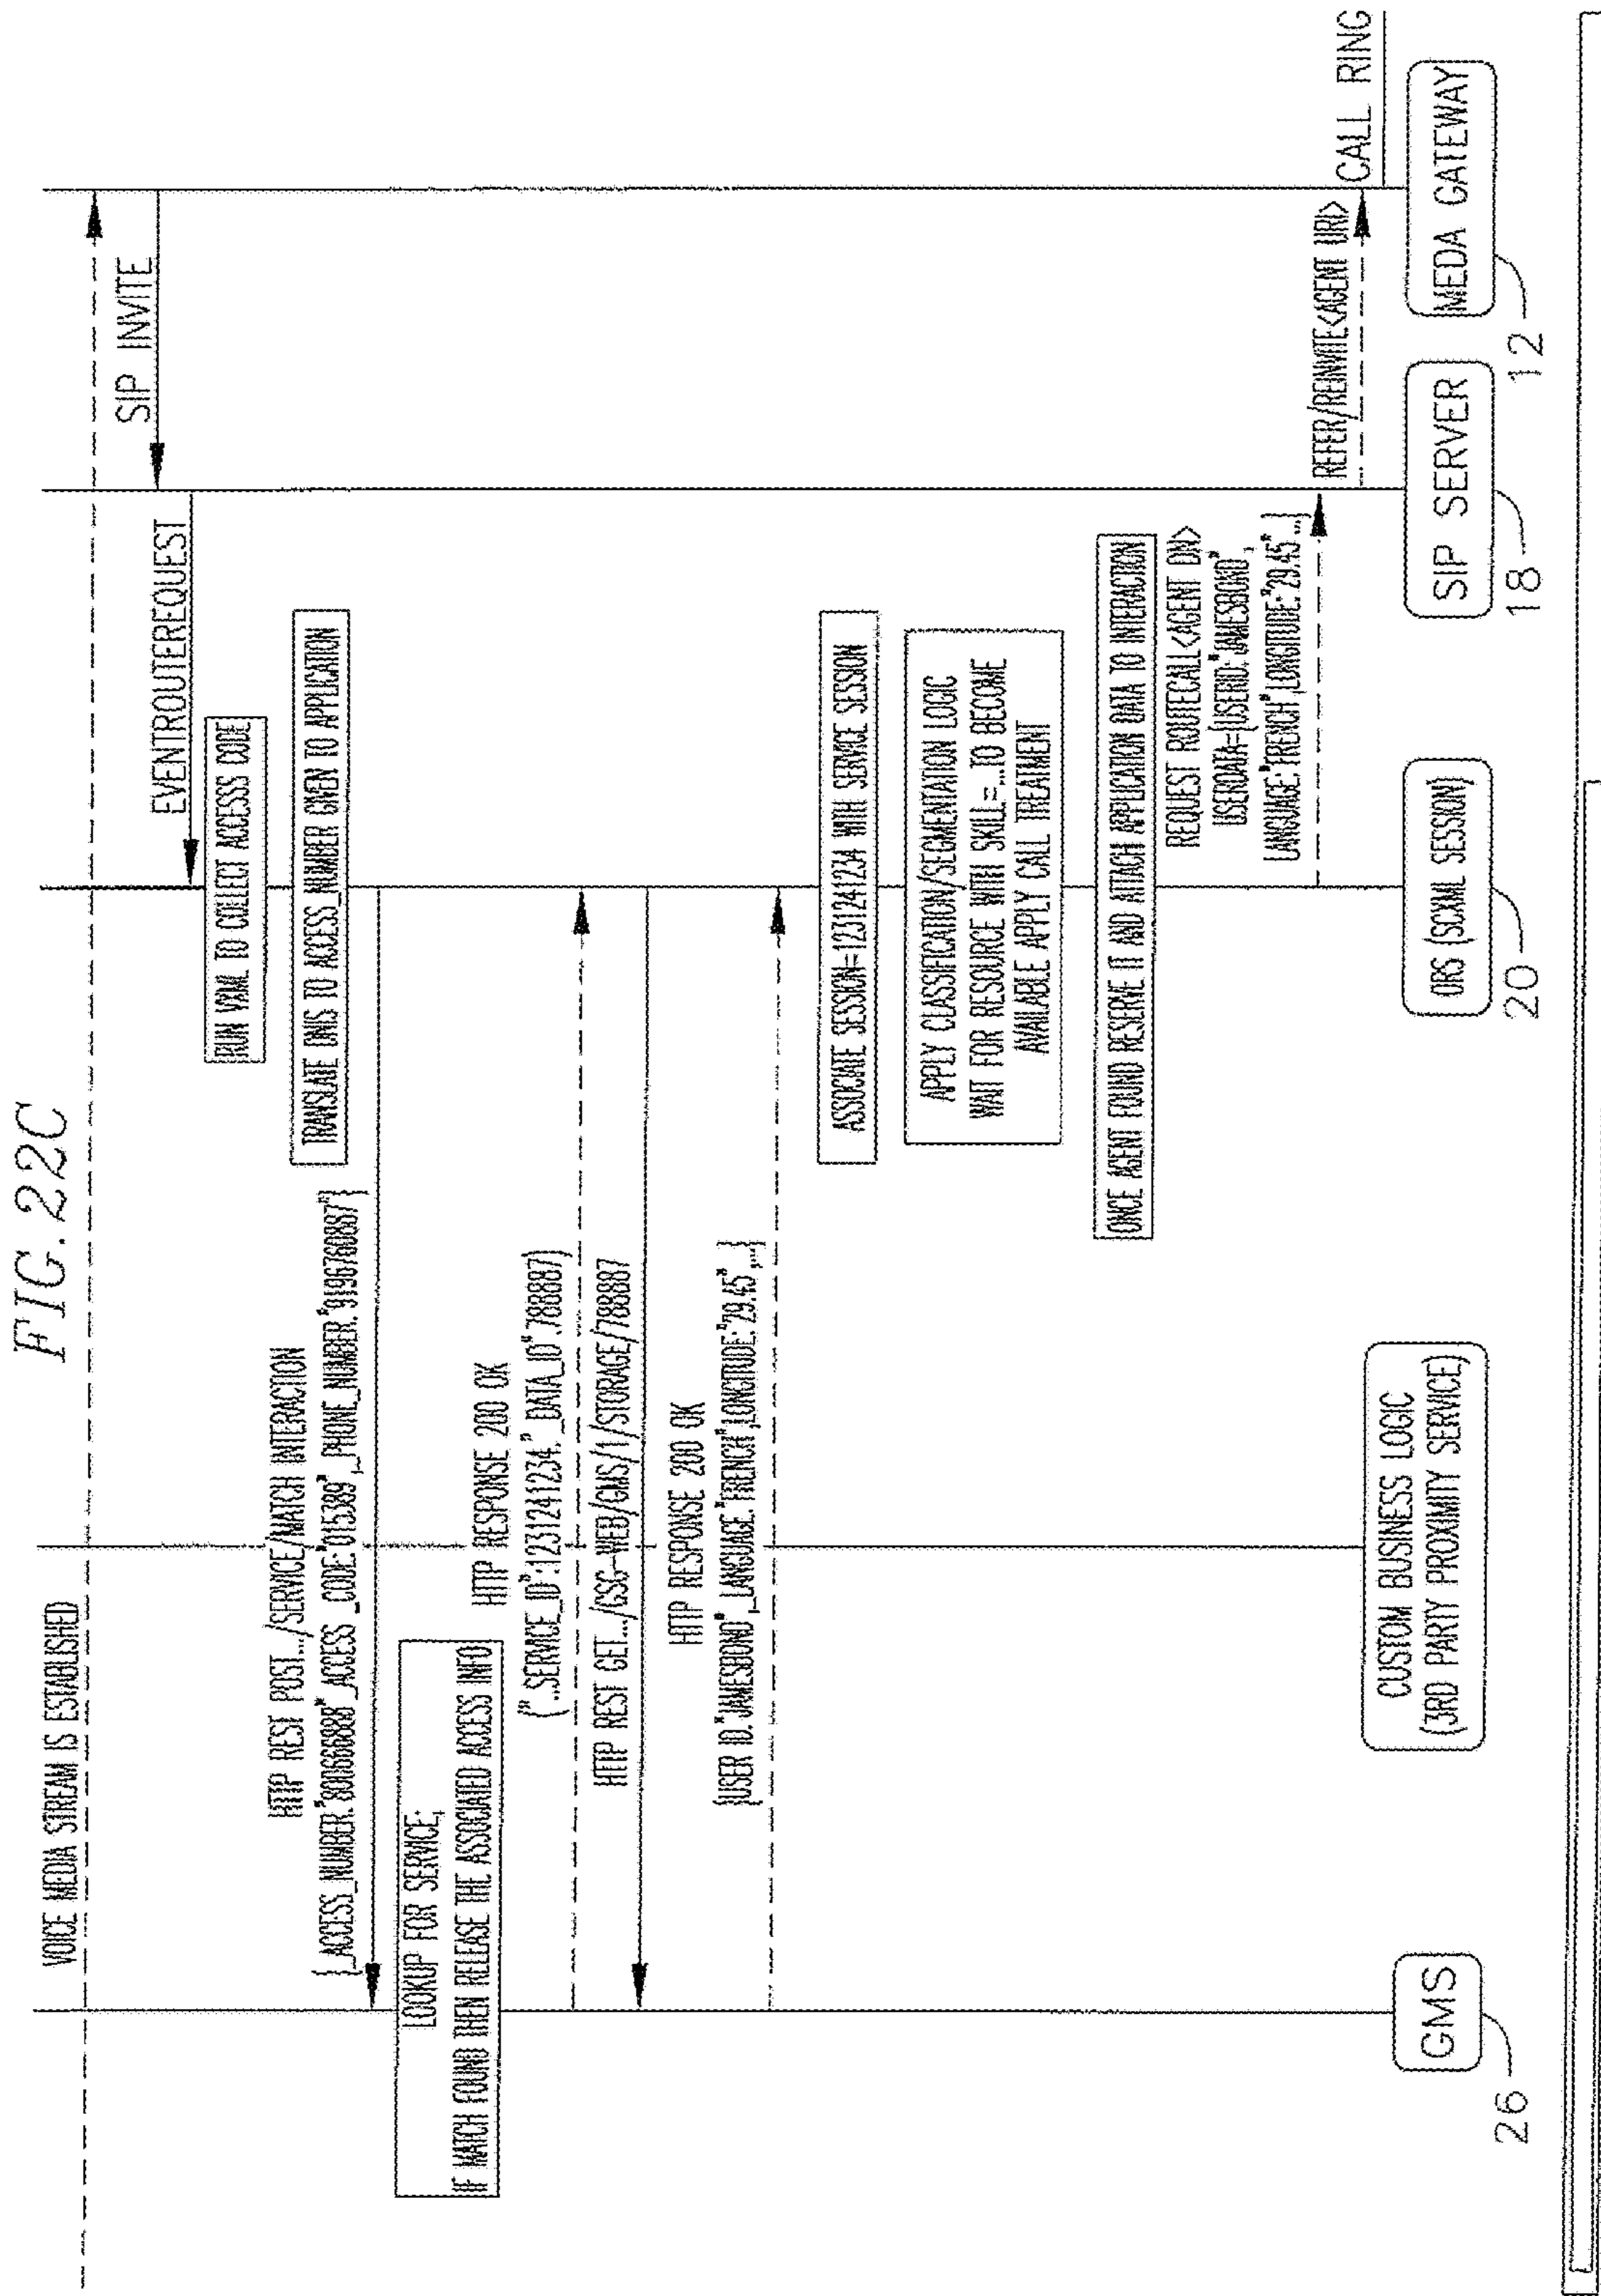 FIG. 22C
VOICE MEDIA STREAM IS ESTABLISHED
SIP INVITE
EVENTROUTEREQUEST
RUN VXML TO COLLECT ACCESSS CODE
TRANSLATE DNIS TO ACCESS_NUMBER GIVEN TO APPLICATION
HTTP REST POST.../SERVICE/MATCH INTERACTION
{_ACCESS_NUMBER:"80066888"_ACCESS_CODE:"015389",_PHONE_NUMBER:"9196760887"}
LOOKUP FOR SERVICE;
IF MATCH FOUND THEN RELEASE THE ASSOCIATED ACCESS INFO
HTTP RESPONSE 200 OK
{"..SERVICE_ID":1231241234."_DATA_ID".788887}
HTTP REST GET.../GSG-WEB/GMS/1/STORAGE/788887
HTTP RESPONSE 200 OK
{USER ID:"JAMESBOND",_LANGUAGE:"FRENCH",LONGITUDE:"29.45",...}
ASSOCIATE SESSION=1231241234 WITH SERVICE SESSION
APPLY CLASSIFICATION/SEGMENTATION LOGIC
WAIT FOR RESOURCE WITH SKILL=...TO BECOME
AVAILABLE APPLY CALL TREATMENT
ONCE AGENT FOUND RESERVE IT AND ATTACH APPLICATION DATA TO INTERACTION
REQUEST ROUTECALL<AGENT DN>
USERDATA={USERID:"JAMESBOND",
LANGUAGE:"FRENCH",LONGITUDE:"29.45"...}
REFER/REINVITE<AGENT URI>
CALL RING
GMS
26
CUSTOM BUSINESS LOGIC
(3RD PARTY PROXIMITY SERVICE)
ORS (SCXML SESSION)
20
SIP SERVER
18
MEDA GATEWAY
12